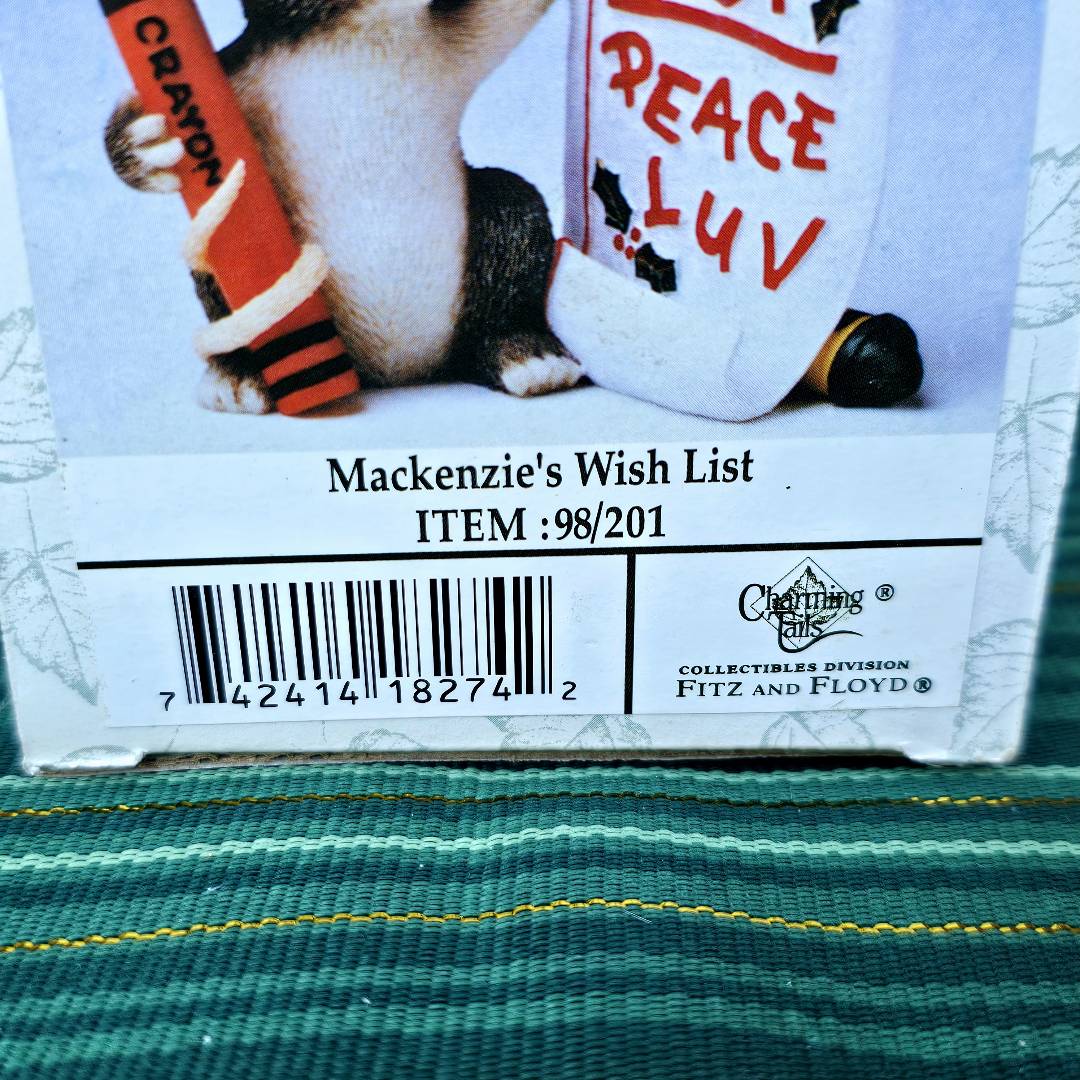 CRAYON
PEACE
LUV
Mackenzie's Wish List
ITEM :98/201
7 42414 18274 2
Charming ®
Tails
COLLECTIBLES DIVISION
FITZ AND FLOYD®